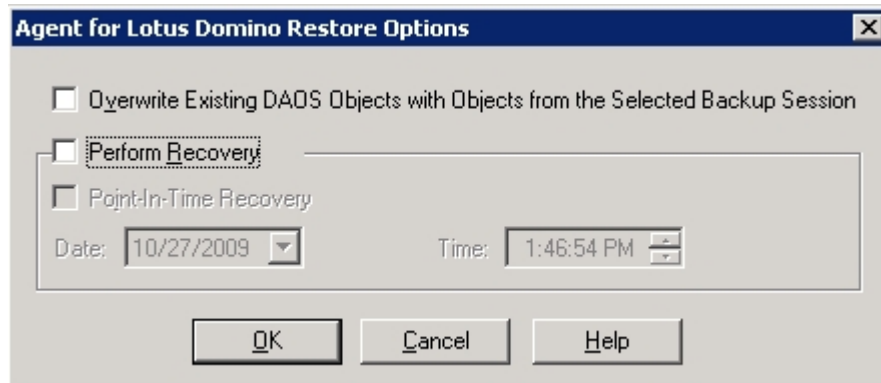 Agent for Lotus Domino Restore Options
Overwrite Existing DAOS Objects with Objects from the Selected Backup Session
Perform Recovery
Point-In-Time Recovery
Date: 10/27/2009 Time: 1:46:54 PM
OK Cancel Help